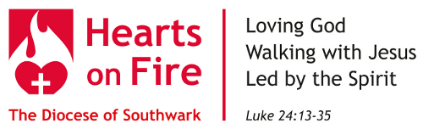 Hearts
on Fire
The Diocese of Southwark
Loving God
Walking with Jesus
Led by the Spirit
Luke 24:13-35